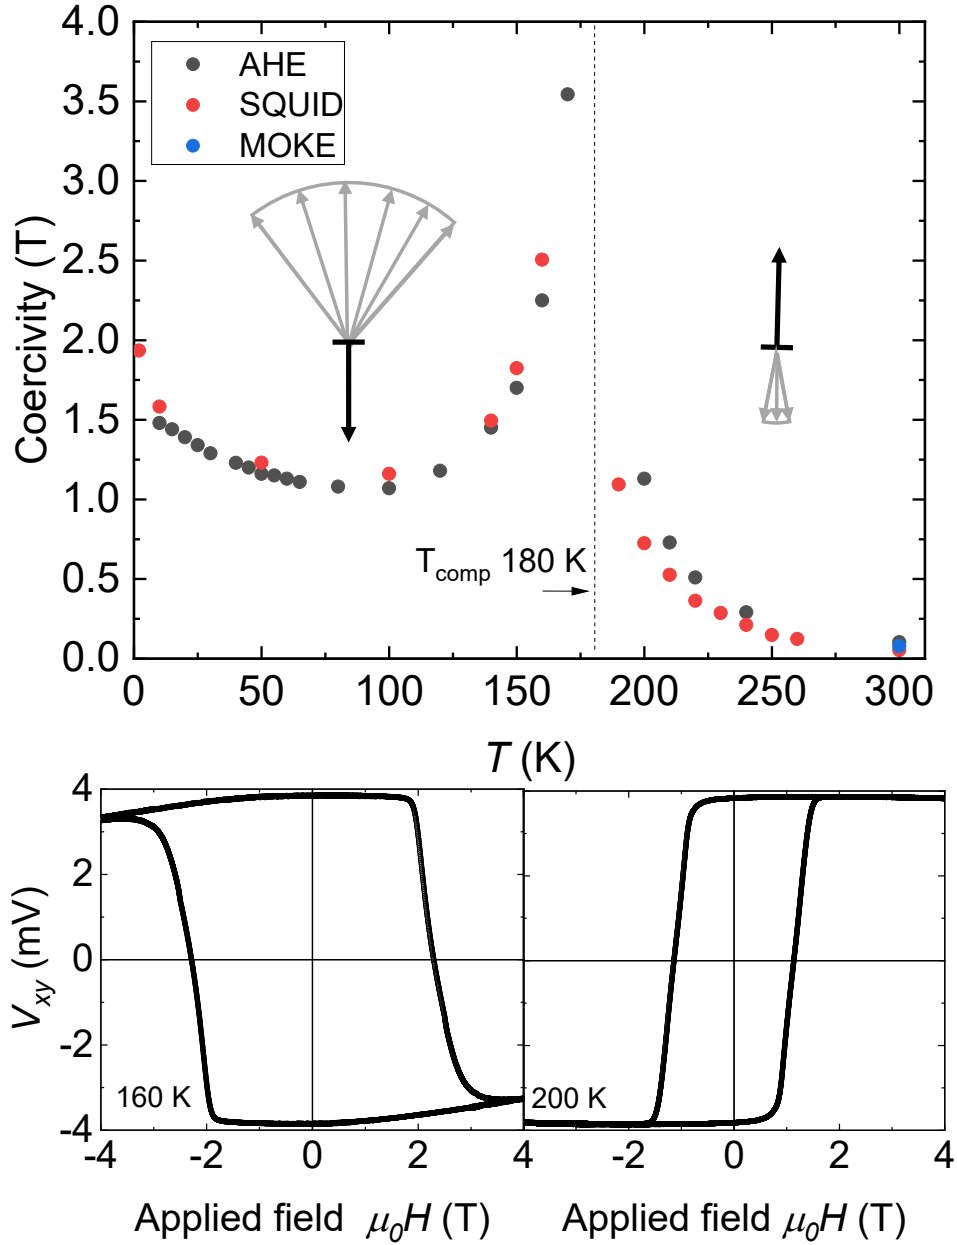 4.0
3.5
3.0
2.5
2.0
1.5
1.0
0.5
0.0
Coercivity (T)
AHE
SQUID
MOKE
T_comp 180 K
0 50 100 150 200 250 300
T (K)
4
2
0
-2
-4
V_xy (mV)
160 K
200 K
-4 -2 0 2 4
-2 0 2 4
Applied field μ₀H (T)
Applied field μ₀H (T)